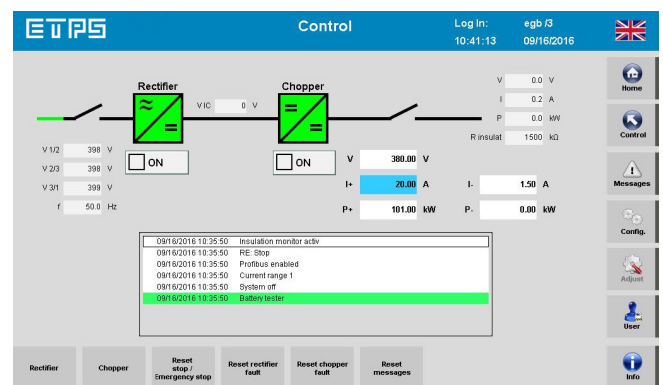 ETPS
Control
Log In: egb /3
10:41:13 09/16/2016
Rectifier
Chopper
V IC 0 V
V 0.0 V
I 0.2 A
P 0.0 kW
R insulat 1500 kΩ
V 1/2 398 V
V 2/3 398 V
V 3/1 399 V
f 50.0 Hz
ON
ON
V 380.00 V
I+ 20.00 A I- 1.50 A
P+ 101.00 kW P- 0.00 kW
09/16/2016 10:35:50 Insulation monitor activ
09/16/2016 10:35:50 RE: Stop
09/16/2016 10:35:50 Profibus enabled
09/16/2016 10:35:50 Current range 1
09/16/2016 10:35:50 System off
09/16/2016 10:35:50 Battery tester
Home
Control
Messages
Config.
Adjust
User
Info
Rectifier
Chopper
Reset
stop /
Emergency stop
Reset rectifier
fault
Reset chopper
fault
Reset
messages